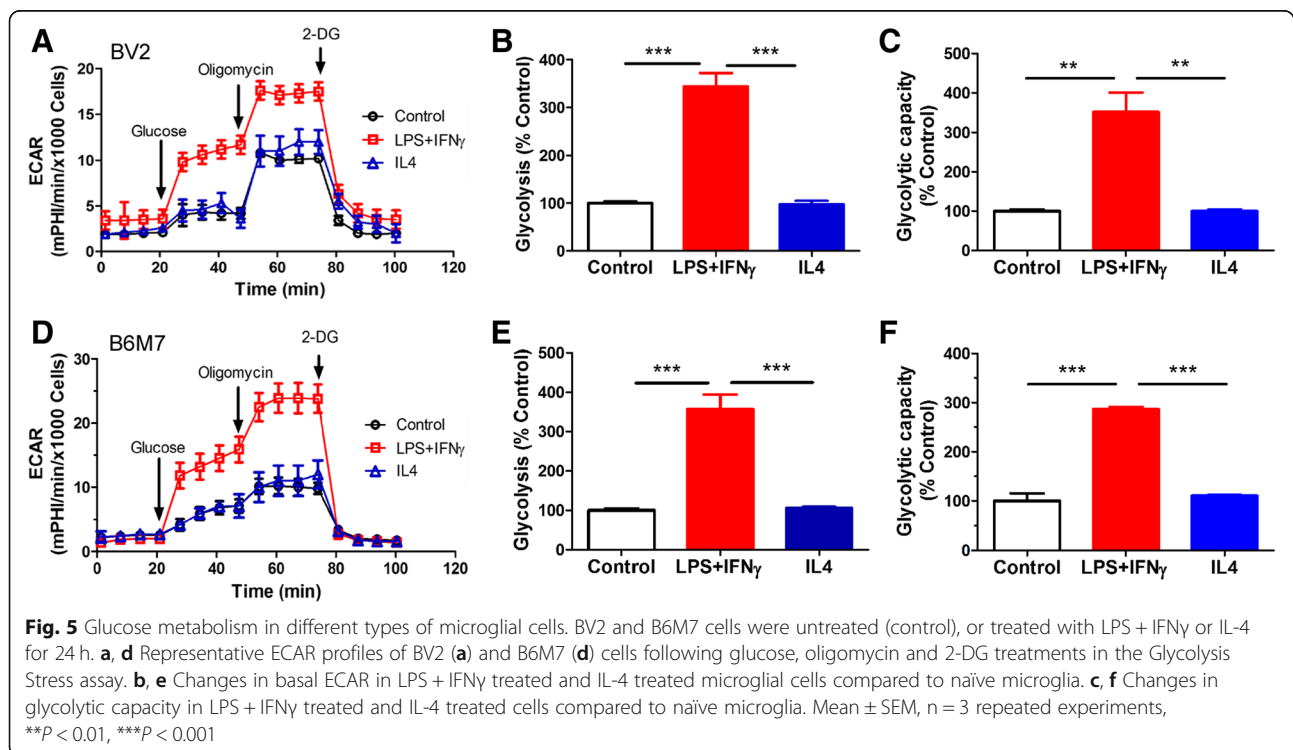 A
BV2
2-DG
Oligomycin
Glucose
Control
LPS+IFNγ
IL4
ECAR
(mPHI/min/x1000 Cells)
20
15
10
5
0
0
20
40
60
80
100
120
Time (min)
B
***
***
Glycolysis (% Control)
400
300
200
100
0
Control
LPS+IFNγ
IL4
C
**
**
Glycolytic capacity
(% Control)
500
400
300
200
100
0
Control
LPS+IFNγ
IL4
D
B6M7
2-DG
Oligomycin
Glucose
Control
LPS+IFNγ
IL4
ECAR
(mPHI/min/x1000 Cells)
30
20
10
0
0
20
40
60
80
100
120
Time (min)
E
***
***
Glycolysis (% Control)
500
400
300
200
100
0
Control
LPS+IFNγ
IL4
F
***
***
Glycolytic capacity
(% Control)
400
300
200
100
0
Control
LPS+IFNγ
IL4
Fig. 5 Glucose metabolism in different types of microglial cells. BV2 and B6M7 cells were untreated (control), or treated with LPS + IFNγ or IL-4
for 24 h. a, d Representative ECAR profiles of BV2 (a) and B6M7 (d) cells following glucose, oligomycin and 2-DG treatments in the Glycolysis
Stress assay. b, e Changes in basal ECAR in LPS + IFNγ treated and IL-4 treated microglial cells compared to naïve microglia. c, f Changes in
glycolytic capacity in LPS + IFNγ treated and IL-4 treated cells compared to naïve microglia. Mean ± SEM, n = 3 repeated experiments,
**P < 0.01, ***P < 0.001